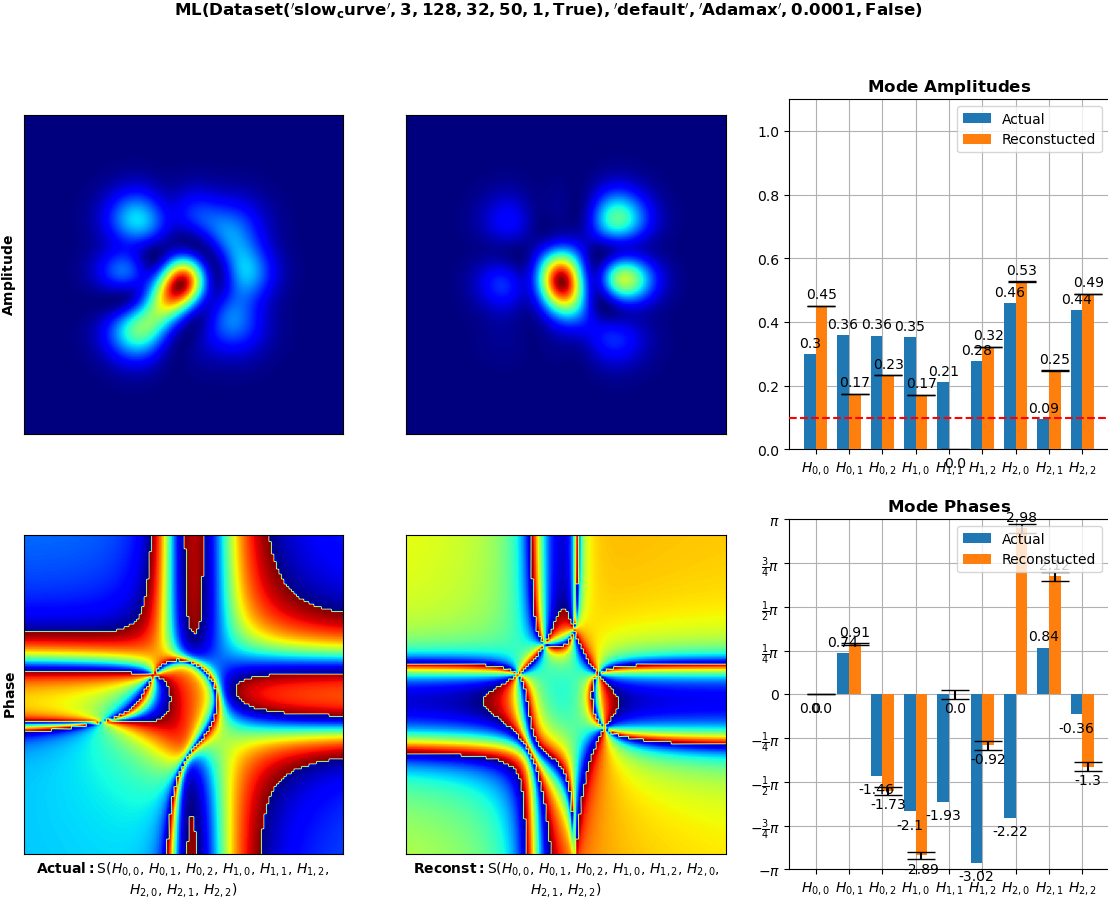 ML(Dataset('slow_curve', 3, 128, 32, 50, 1, True), 'default', 'Adamax', 0.0001, False)
Amplitude
Mode Amplitudes
Actual
Reconstucted
1.0
0.8
0.6
0.4
0.2
0.0
0.3
0.45
0.36
0.17
0.36
0.23
0.35
0.17
0.21
0.0
0.28
0.32
0.46
0.53
0.09
0.25
0.44
0.49
H0,0 H0,1 H0,2 H1,0 H1,1 H1,2 H2,0 H2,1 H2,2
Phase
Mode Phases
Actual
Reconstucted
π
3/4π
1/2π
1/4π
0
−1/4π
−1/2π
−3/4π
−π
0.0
0.0
0.74
0.91
-1.46
-1.73
-2.1
-2.89
-1.93
0.0
-3.02
-0.92
-2.22
2.98
0.84
2.12
-0.36
-1.3
H0,0 H0,1 H0,2 H1,0 H1,1 H1,2 H2,0 H2,1 H2,2
Actual: S(H0,0, H0,1, H0,2, H1,0, H1,1, H1,2,
H2,0, H2,1, H2,2)
Reconst: S(H0,0, H0,1, H0,2, H1,0, H1,2, H2,0,
H2,1, H2,2)